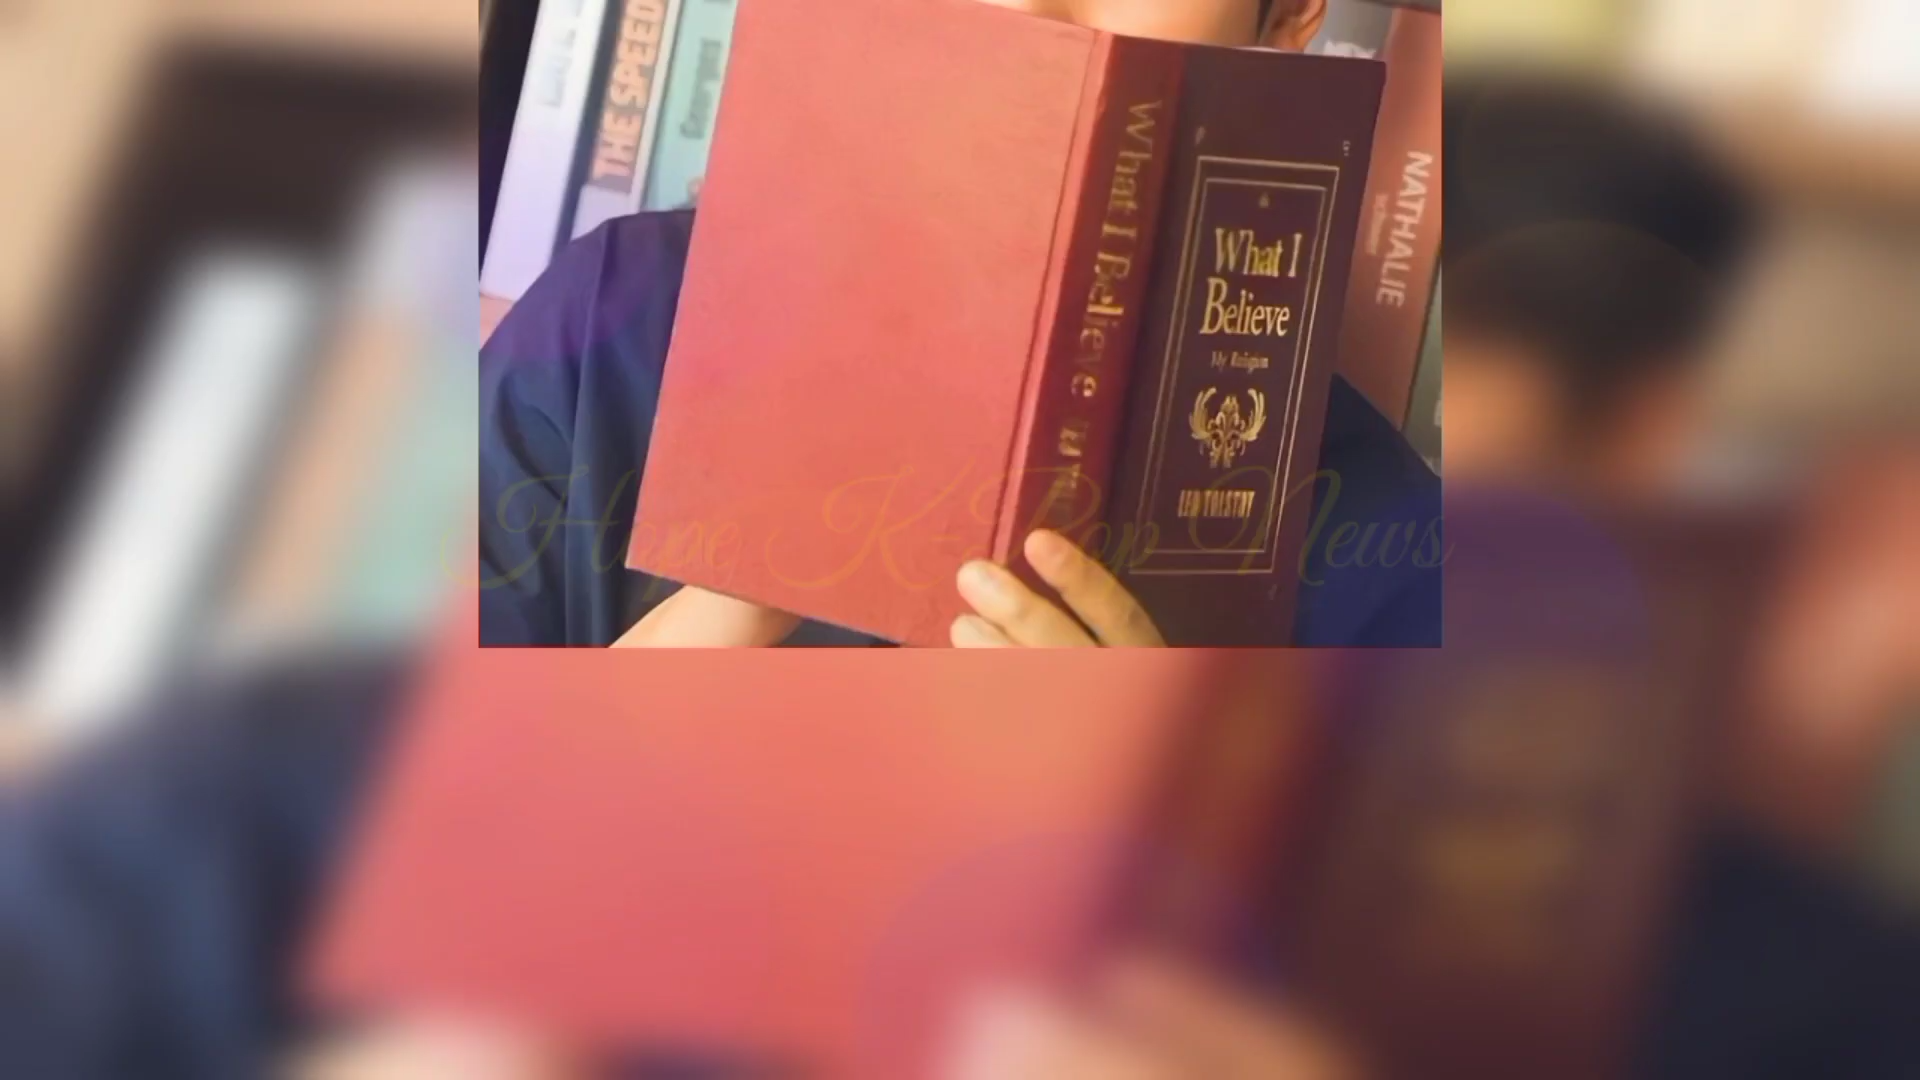 THE SPEED
What I Believe
NATHALIE
What I
Believe
My Religion
LEO TOLSTOY
Hope K-Pop News